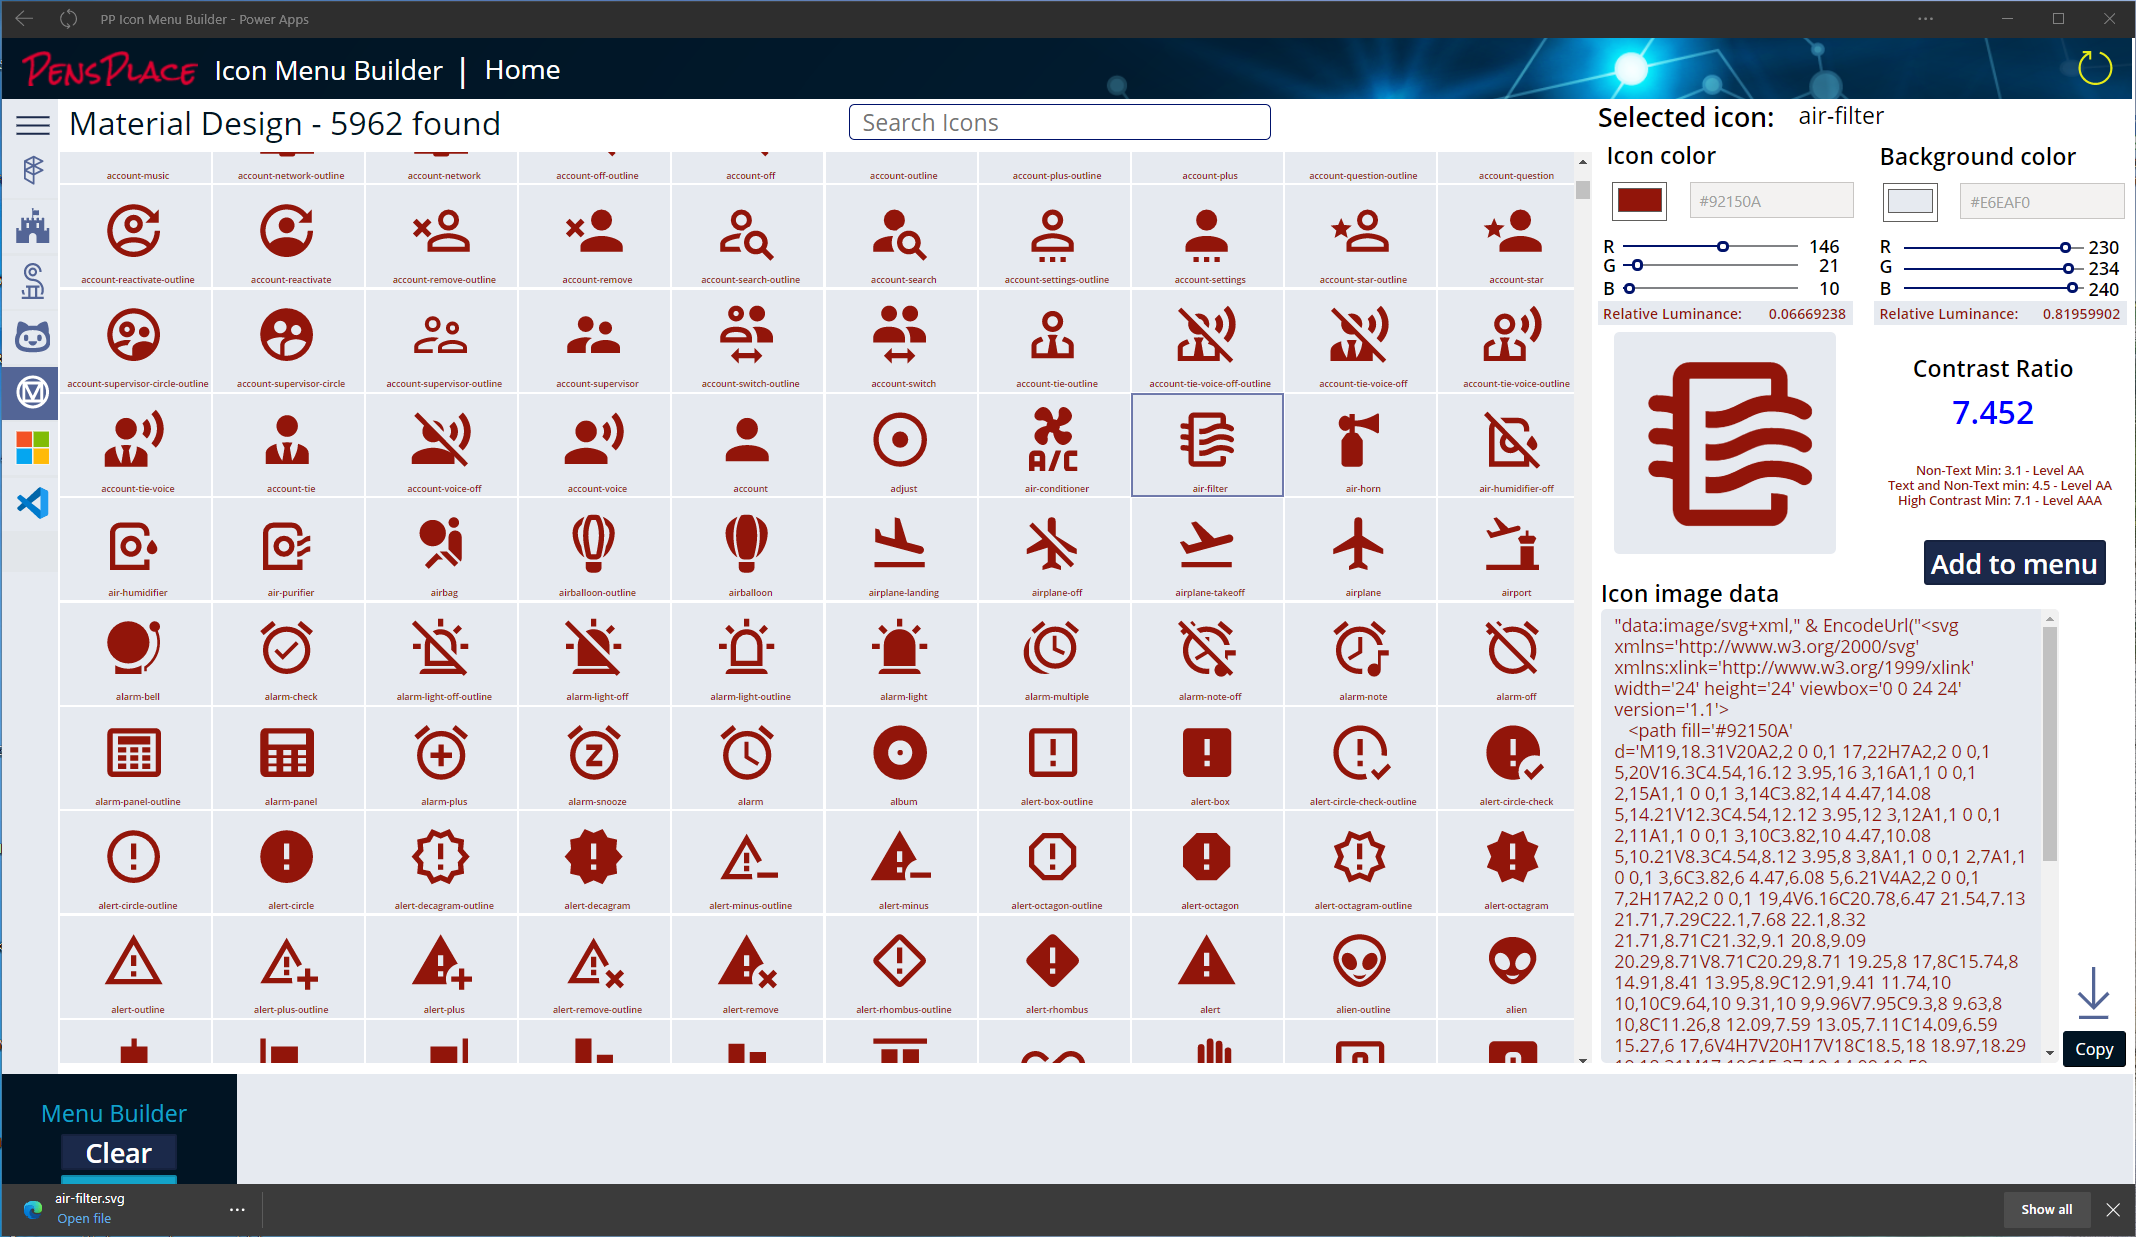 PP Icon Menu Builder - Power Apps
PENSPLACE Icon Menu Builder | Home
Material Design - 5962 found
Search Icons
account-music account-network-outline account-network account-off-outline account-off account-outline account-plus-outline account-plus account-question-outline account-question
account-reactivate-outline account-reactivate account-remove-outline account-remove account-search-outline account-search account-settings-outline account-settings account-star-outline account-star
account-supervisor-circle-outline account-supervisor-circle account-supervisor-outline account-supervisor account-switch-outline account-switch account-tie-outline account-tie-voice-off-outline account-tie-voice-off account-tie-voice-outline
A/C
account-tie-voice account-tie account-voice-off account-voice account adjust air-conditioner air-filter air-horn air-humidifier-off
air-humidifier air-purifier airbag airballoon-outline airballoon airplane-landing airplane-off airplane-takeoff airplane airport
alarm-bell alarm-check alarm-light-off-outline alarm-light-off alarm-light-outline alarm-light alarm-multiple alarm-note-off alarm-note alarm-off
alarm-panel-outline alarm-panel alarm-plus alarm-snooze alarm album alert-box-outline alert-box alert-circle-check-outline alert-circle-check
alert-circle-outline alert-circle alert-decagram-outline alert-decagram alert-minus-outline alert-minus alert-octagon-outline alert-octagon alert-octagram-outline alert-octagram
alert-outline alert-plus-outline alert-plus alert-remove-outline alert-remove alert-rhombus-outline alert-rhombus alert alien-outline alien
Selected icon: air-filter
Icon color
#92150A
R 146
G 21
B 10
Relative Luminance: 0.06669238
Background color
#E6EAF0
R 230
G 234
B 240
Relative Luminance: 0.81959902
Contrast Ratio
7.452
Non-Text Min: 3.1 - Level AA
Text and Non-Text min: 4.5 - Level AA
High Contrast Min: 7.1 - Level AAA
Add to menu
Icon image data
"data:image/svg+xml," & EncodeUrl("<svg
xmlns='http://www.w3.org/2000/svg'
xmlns:xlink='http://www.w3.org/1999/xlink'
width='24' height='24' viewbox='0 0 24 24'
version='1.1'>
<path fill='#92150A'
d='M19,18.31V20A2,2 0 0,1 17,22H7A2,2 0 0,1
5,20V16.3C4.54,16.12 3.95,16 3,16A1,1 0 0,1
2,15A1,1 0 0,1 3,14C3.82,14 4.47,14.08
5,14.21V12.3C4.54,12.12 3.95,12 3,12A1,1 0 0,1
2,11A1,1 0 0,1 3,10C3.82,10 4.47,10.08
5,10.21V8.3C4.54,8.12 3.95,8 3,8A1,1 0 0,1 2,7A1,1
0 0,1 3,6C3.82,6 4.47,6.08 5,6.21V4A2,2 0 0,1
7,2H17A2,2 0 0,1 19,4V6.16C20.78,6.47 21.54,7.13
21.71,7.29C22.1,7.68 22.1,8.32
21.71,8.71C21.32,9.1 20.8,9.09
20.29,8.71V8.71C20.29,8.71 19.25,8 17,8C15.74,8
14.91,8.41 13.95,8.9C12.91,9.41 11.74,10
10,10C9.64,10 9.31,10 9,9.96V7.95C9.3,8 9.63,8
10,8C11.26,8 12.09,7.59 13.05,7.11C14.09,6.59
15.27,6 17,6V4H7V20H17V18C18.5,18 18.97,18.29
Copy
Menu Builder
Clear
air-filter.svg
Open file
Show all